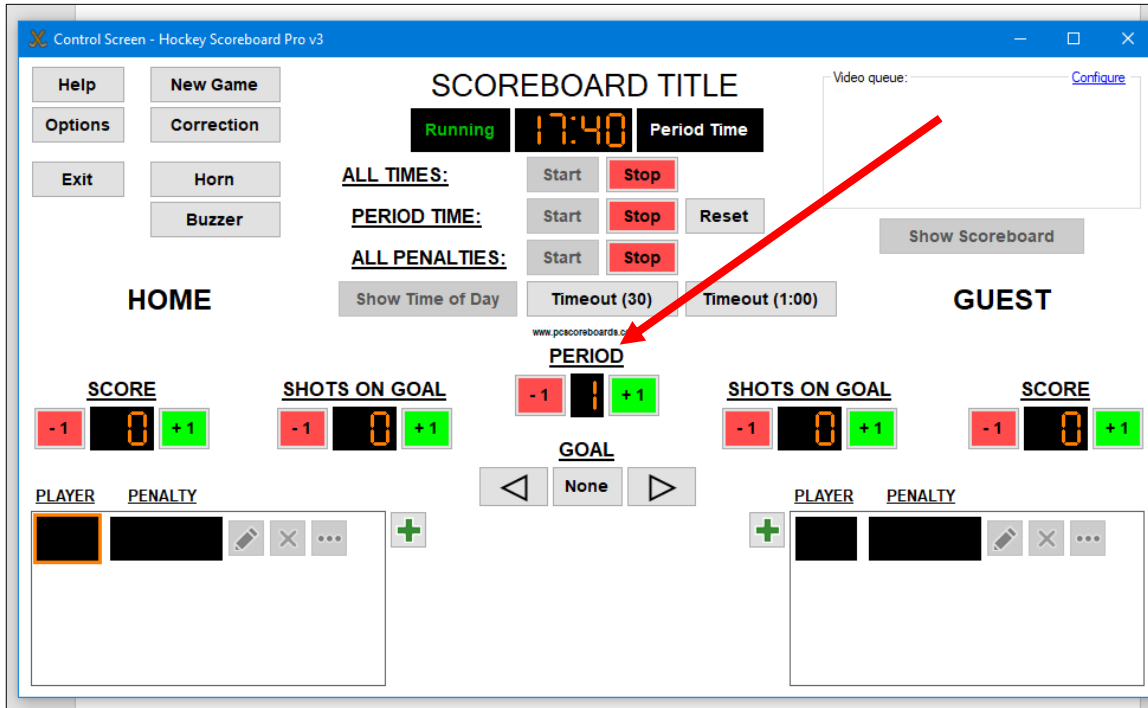 Control Screen - Hockey Scoreboard Pro v3
Help New Game SCOREBOARD TITLE Video queue: Configure
Options Correction Running 17:40 Period Time
Exit Horn ALL TIMES: Start Stop
Buzzer PERIOD TIME: Start Stop Reset
Show Scoreboard
ALL PENALTIES: Start Stop
HOME Show Time of Day Timeout (30) Timeout (1:00) GUEST
PERIOD
- 1 1 + 1
SCORE SHOTS ON GOAL SHOTS ON GOAL SCORE
- 1 0 + 1 - 1 0 + 1 - 1 0 + 1 - 1 0 + 1
GOAL
None
PLAYER PENALTY PLAYER PENALTY